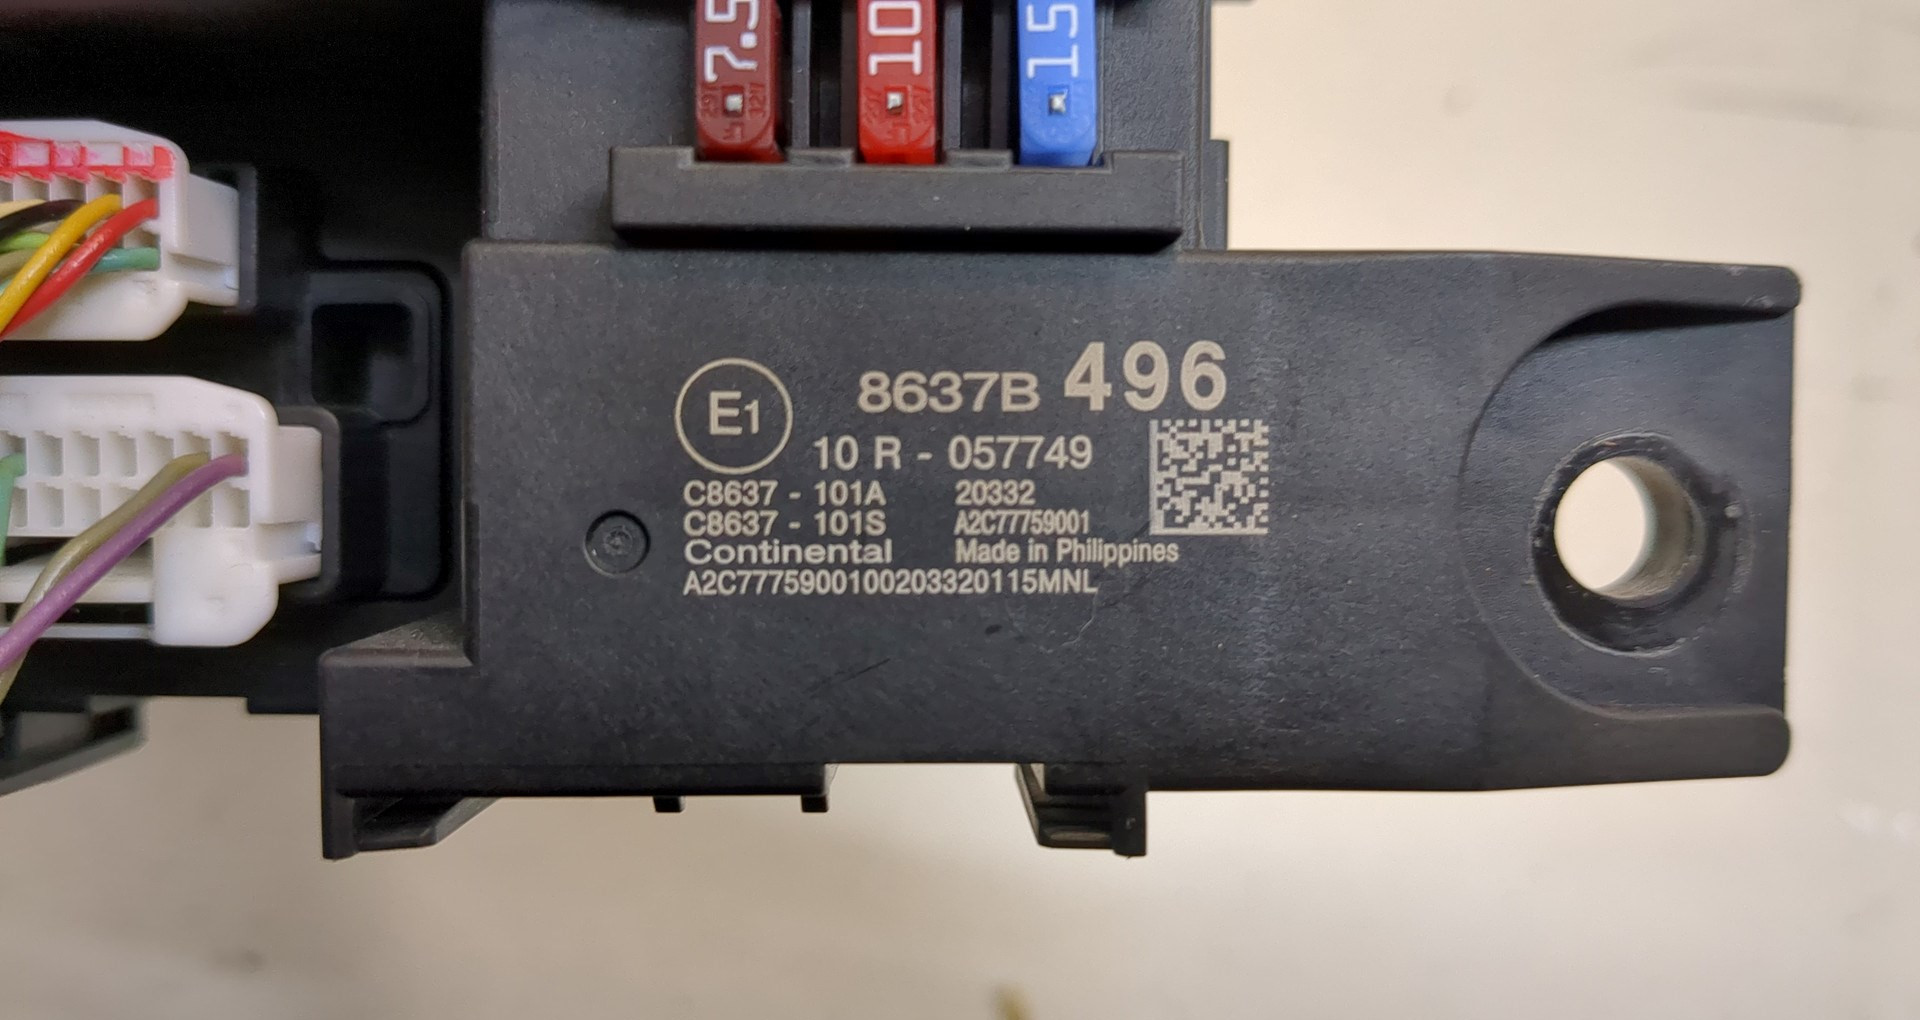 7.5 10 15
E1 8637B 496
10 R - 057749
C8637 - 101A 20332
C8637 - 101S A2C77759001
Continental Made in Philippines
A2C7775900100203320115MNL